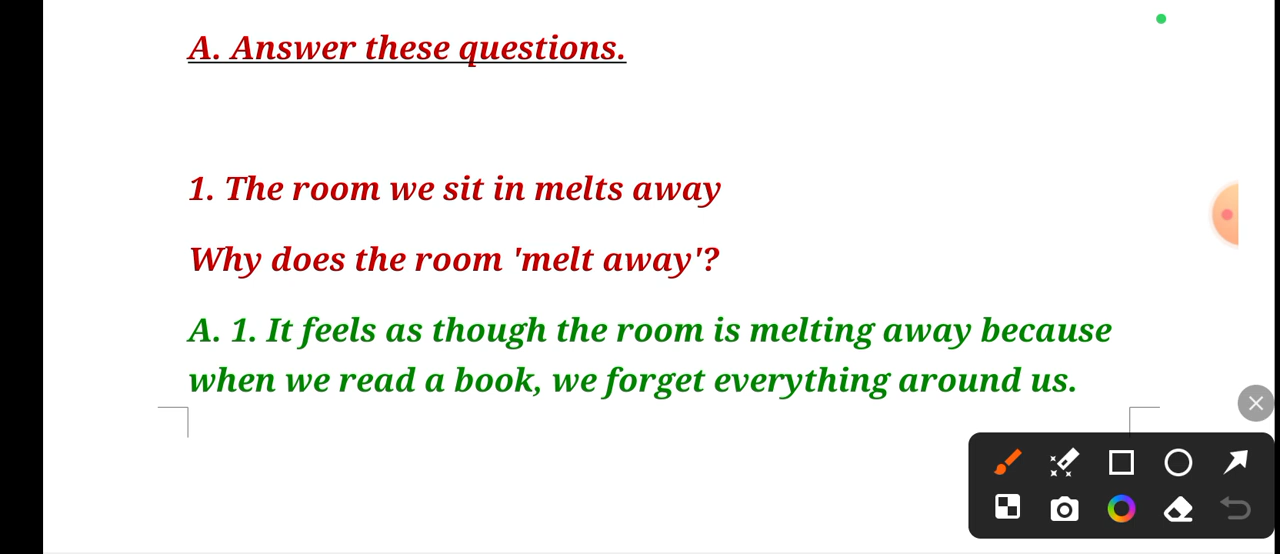 A. Answer these questions.
1. The room we sit in melts away
Why does the room 'melt away'?
A. 1. It feels as though the room is melting away because
when we read a book, we forget everything around us.